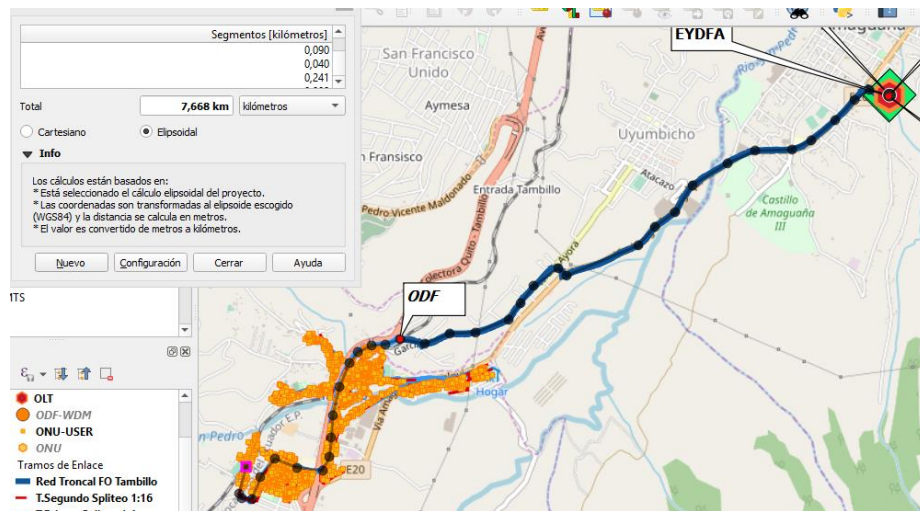 Segmentos [kilómetros]
0,090
0,040
0,241
Total
7,668 km
kilómetros
Cartesiano
Elipsoidal
Info
Los cálculos están basados en:
* Está seleccionado el cálculo elipsoidal del proyecto.
* Las coordenadas son transformadas al elipsoide escogido
(WGS84) y la distancia se calcula en metros.
* El valor es convertido de metros a kilómetros.
Nuevo
Configuración
Cerrar
Ayuda
MTS
OLT
ODF-WDM
ONU-USER
ONU
Tramos de Enlace
Red Troncal FO Tambillo
T.Segundo Spliteo 1:16
EYDFA
San Francisco
Unido
Aymesa
Uyumbicho
Entrada Tambillo
Pedro Vicente Maldonado
Atacazo
Castillo
de Amaguaña
III
Ayora
ODF
Hogar
Via Amag
E20